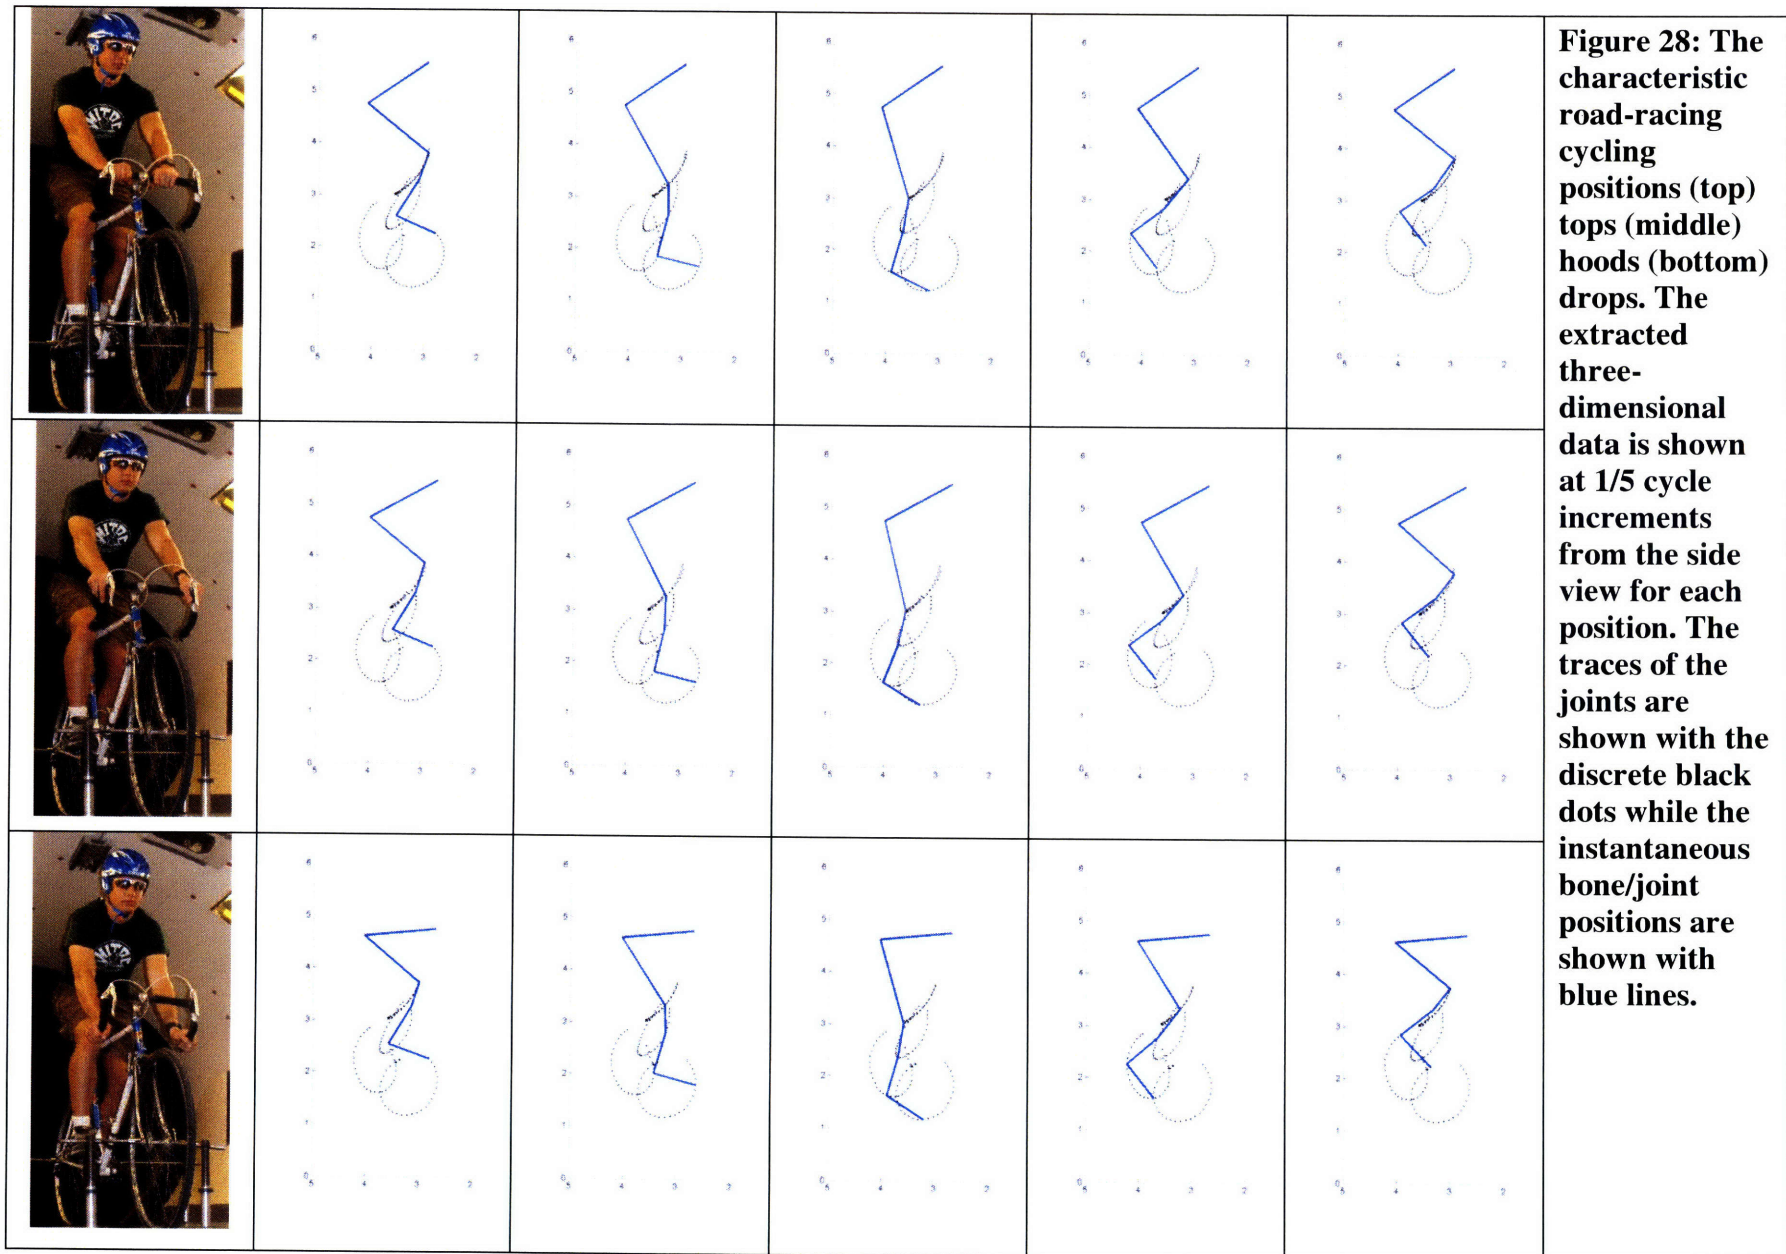 Figure 28: The
characteristic
road-racing
cycling
positions (top)
tops (middle)
hoods (bottom)
drops. The
extracted
three-
dimensional
data is shown
at 1/5 cycle
increments
from the side
view for each
position. The
traces of the
joints are
shown with the
discrete black
dots while the
instantaneous
bone/joint
positions are
shown with
blue lines.